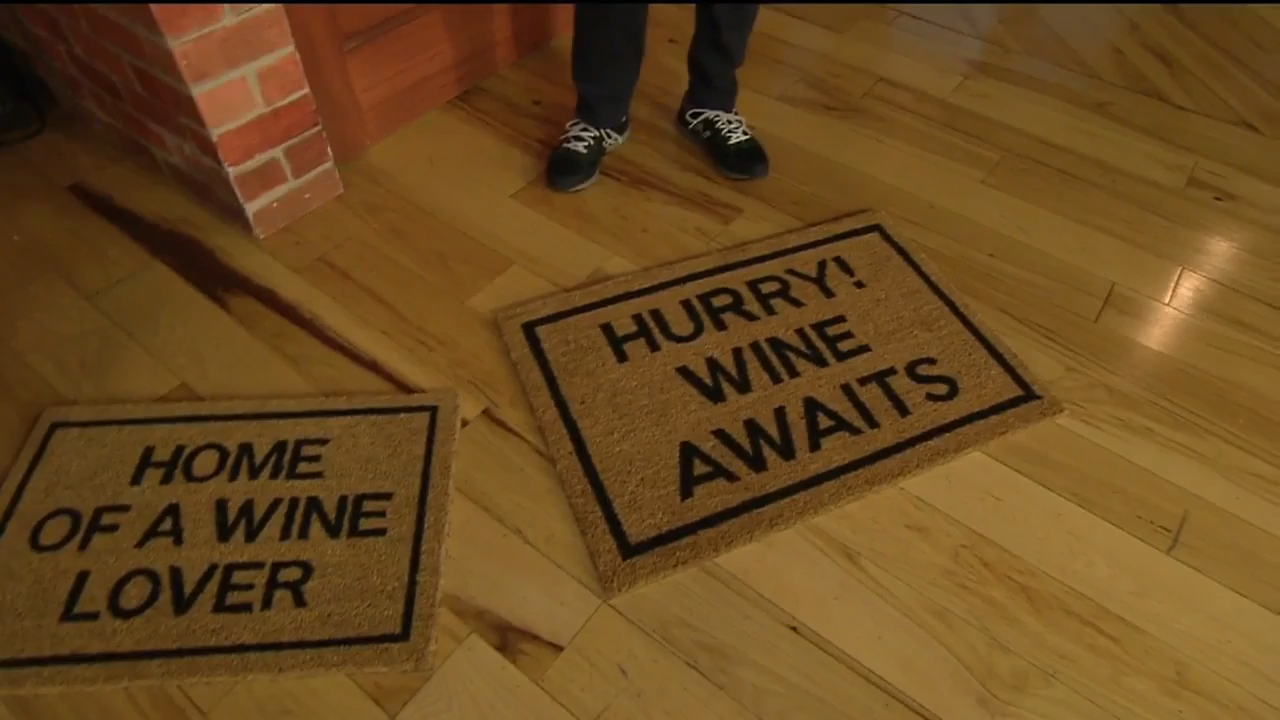 HURRY!
WINE
AWAITS
HOME
OF A WINE
LOVER